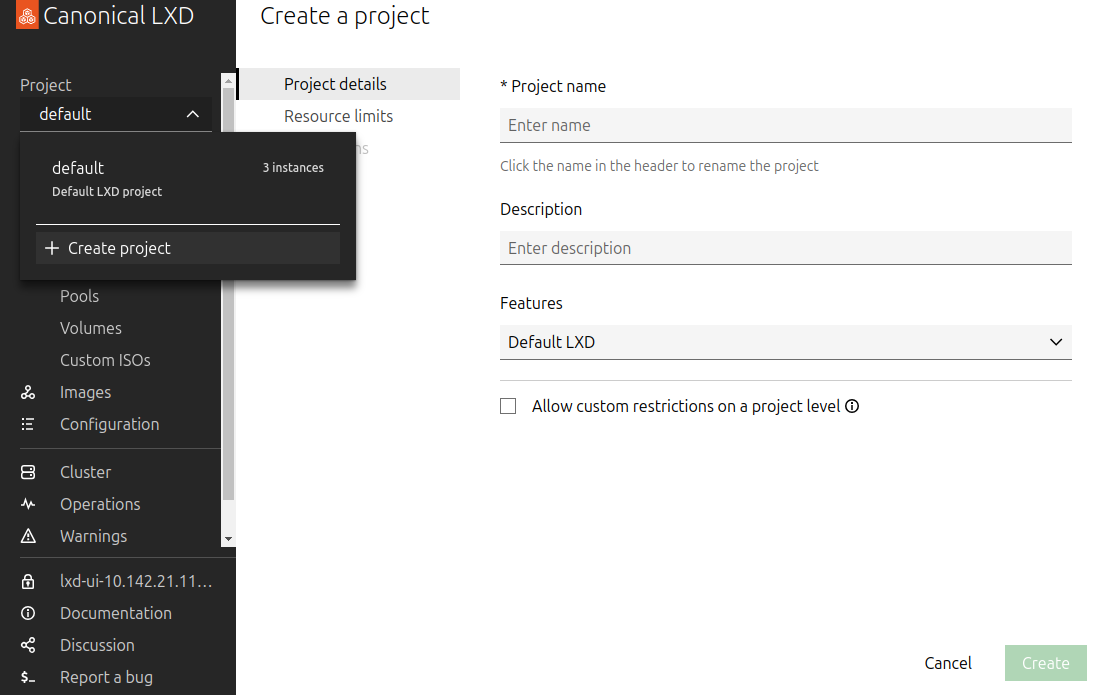 Canonical LXD
Project
default
default
3 instances
Default LXD project
Create project
Pools
Volumes
Custom ISOs
Images
Configuration
Cluster
Operations
Warnings
lxd-ui-10.142.21.11...
Documentation
Discussion
Report a bug
Create a project
Project details
Resource limits
* Project name
Enter name
Click the name in the header to rename the project
Description
Enter description
Features
Default LXD
Allow custom restrictions on a project level
Cancel
Create